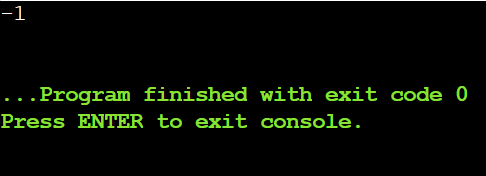 -1
...Program finished with exit code 0
Press ENTER to exit console.